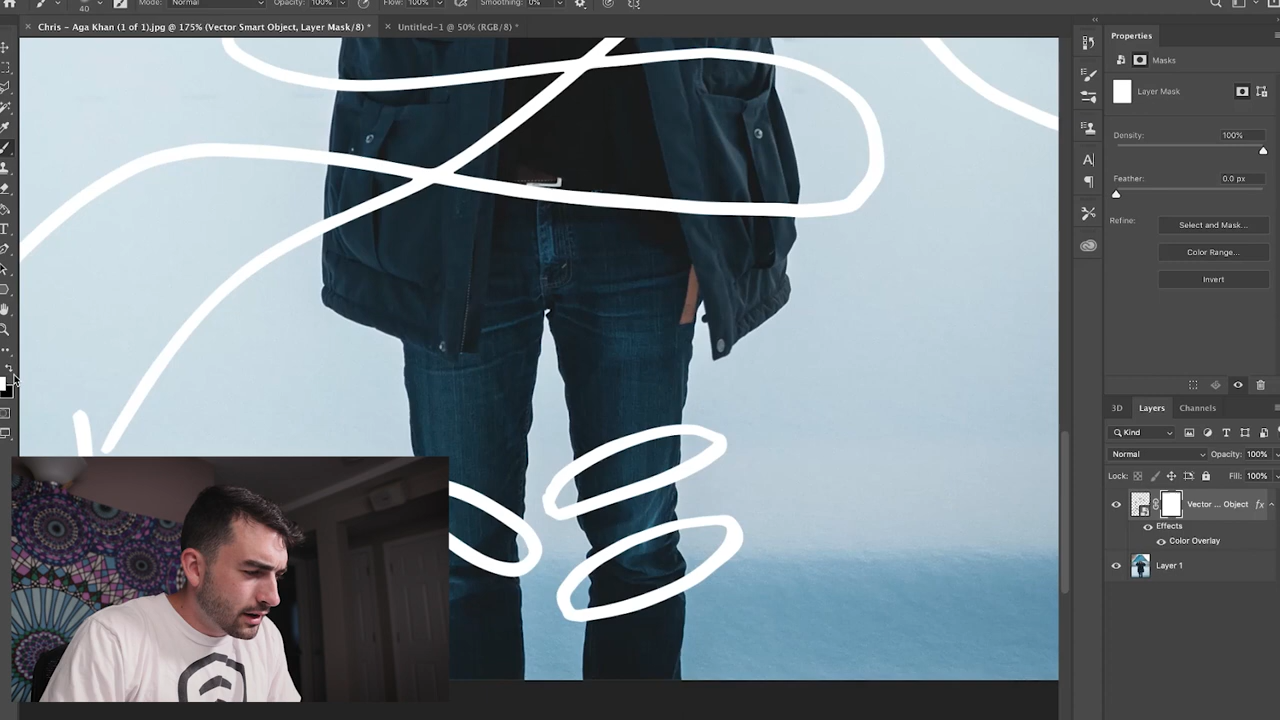 40 Mode: Normal Opacity: 100% Flow: 100% Smoothing: 0%
× Chris - Aga Khan (1 of 1).jpg @ 175% (Vector Smart Object, Layer Mask/8) *
× Untitled-1 @ 50% (RGB/8) *
Properties
Masks
Layer Mask
Density: 100%
Feather: 0.0 px
Refine:
Select and Mask...
Color Range...
Invert
3D Layers Channels
Kind
Normal Opacity: 100%
Lock: Fill: 100%
Vector ... Object fx
Effects
Color Overlay
Layer 1